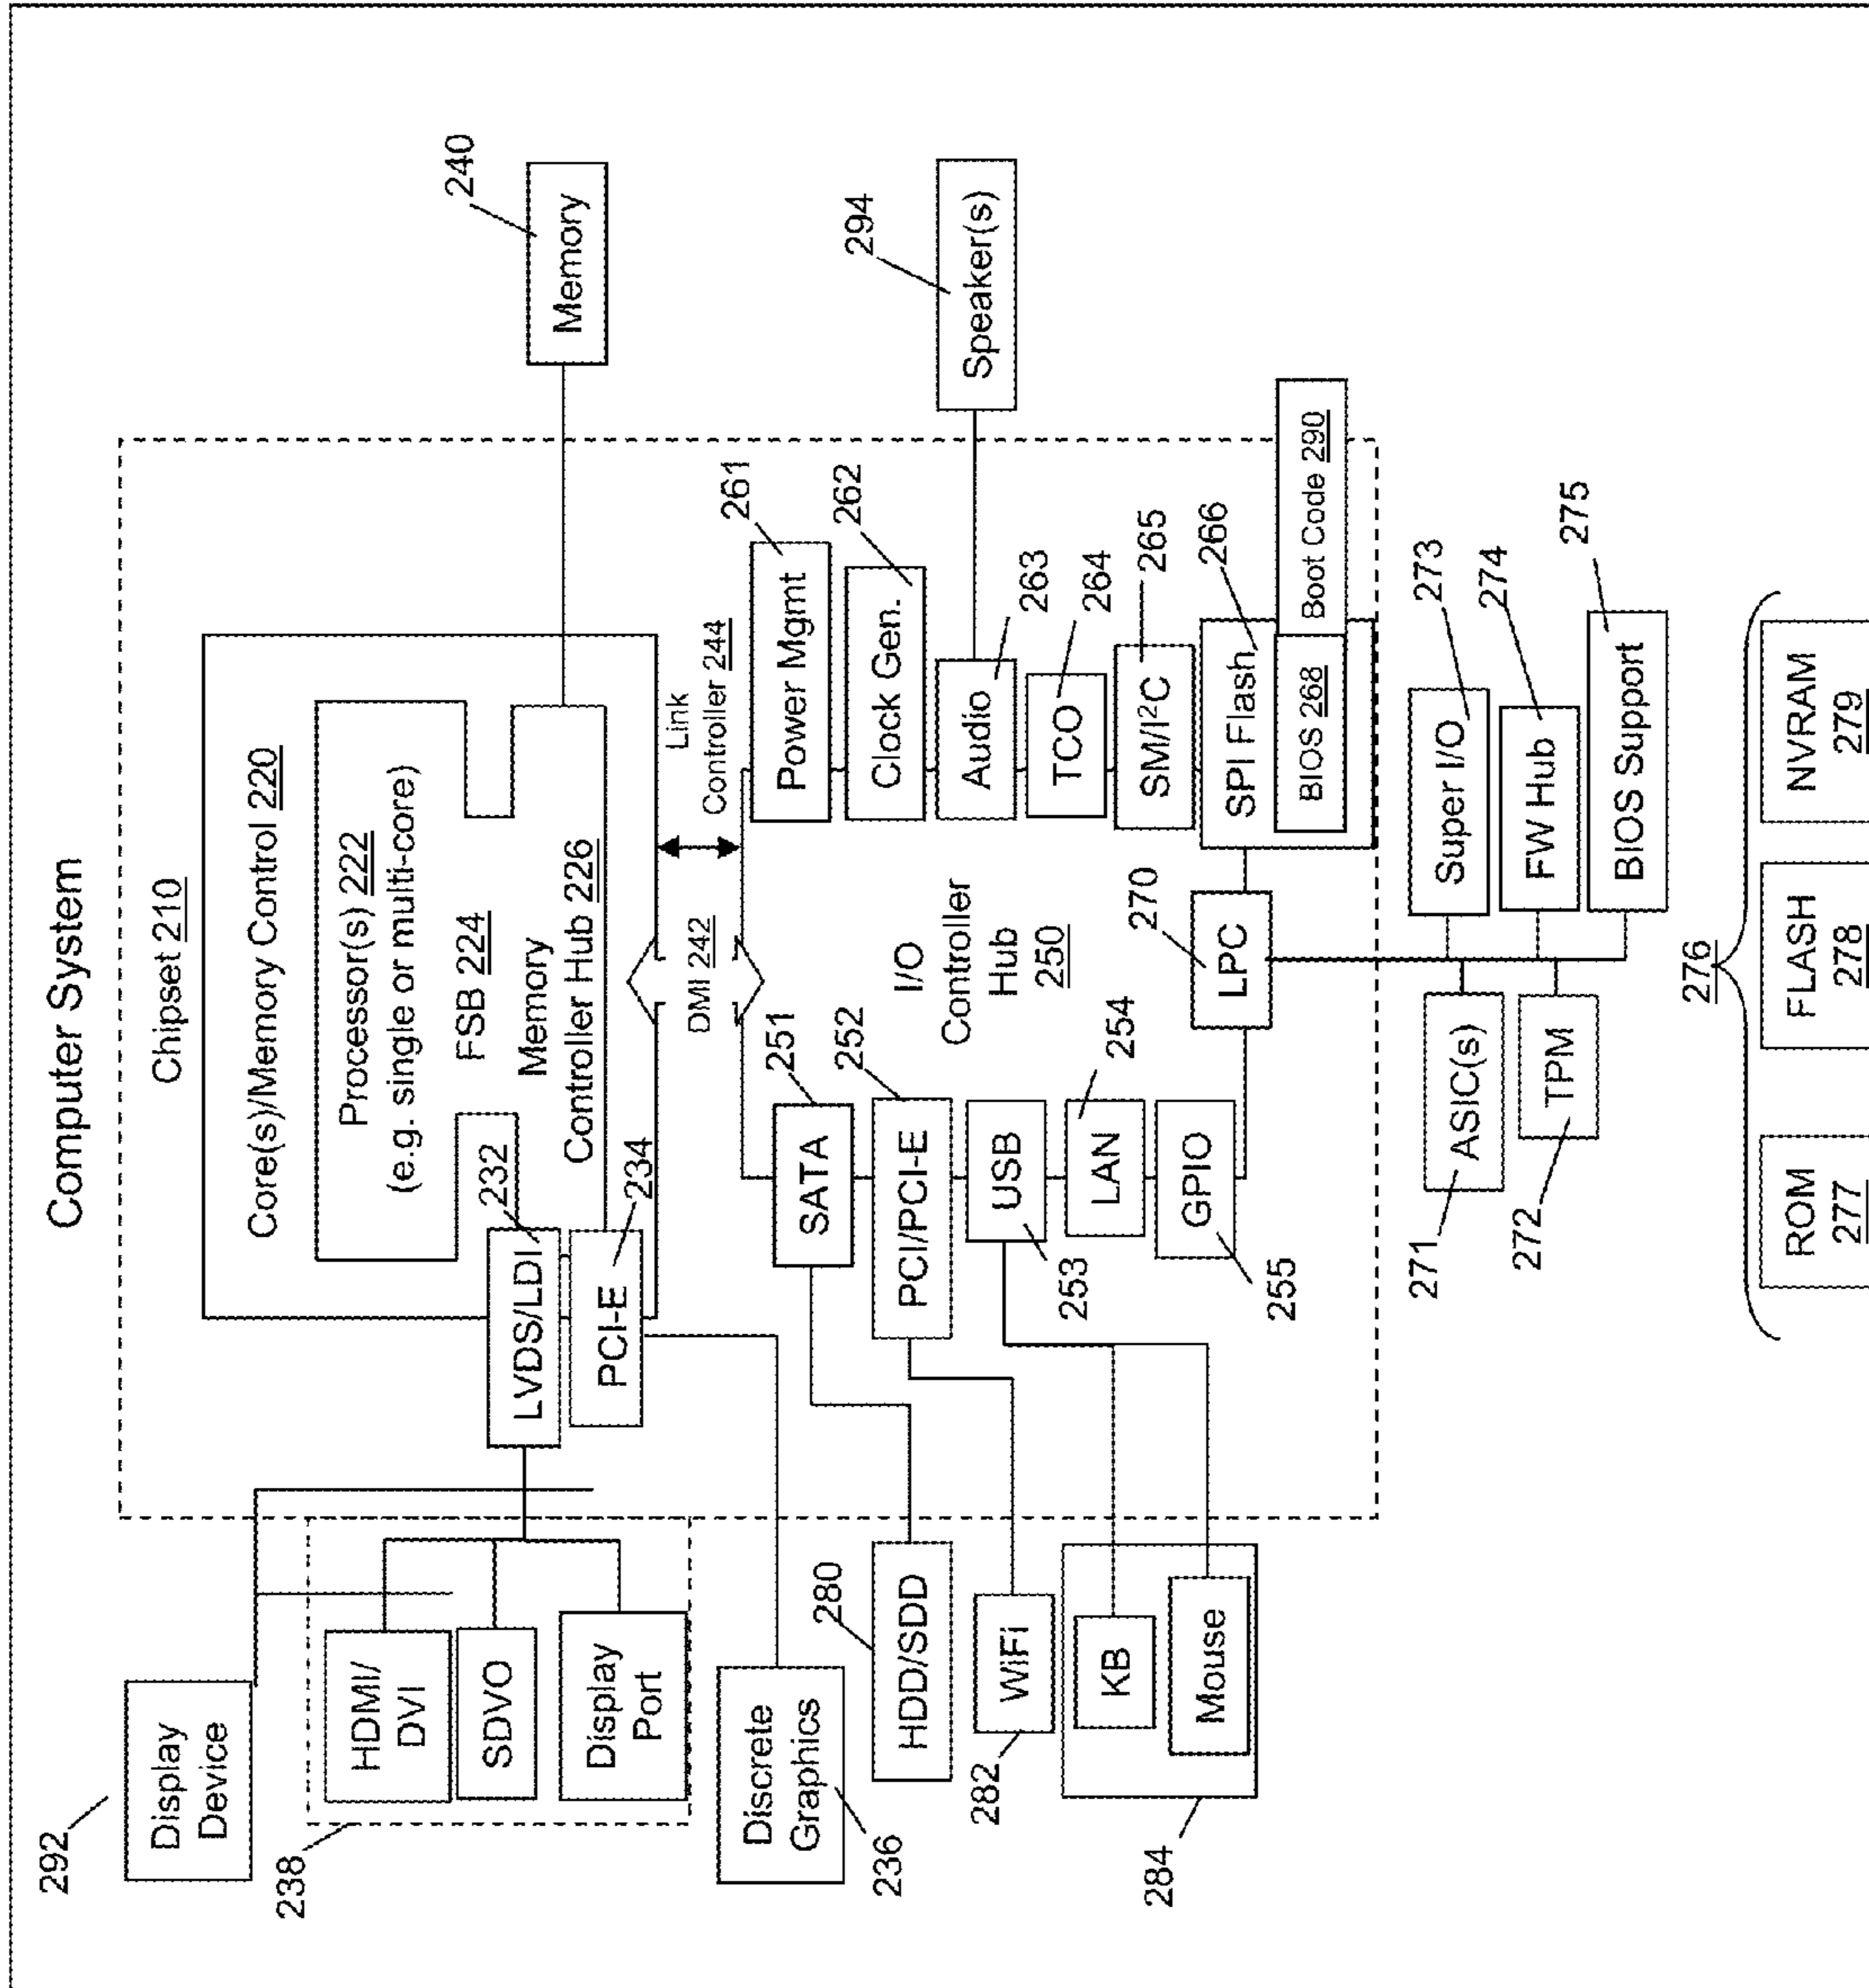 Computer System
292
Display
Device
238
HDMI/
DVI
SDVO
Display
Port
Discrete
Graphics
236
Chipset 210
Core(s)/Memory Control 220
Processor(s) 222
(e.g. single or multi-core)
FSB 224
Memory
Controller Hub 226
232
LVDS/LDI
234
PCI-E
240
Memory
DMI 242
Link
Controller 244
I/O
Controller
Hub 250
251
SATA
252
PCI/PCI-E
USB
253
254
LAN
GPIO
255
280
HDD/SDD
WiFi
282
KB
Mouse
284
Power Mgmt
261
Clock Gen.
262
Audio
263
TCO
264
SM/I²C
265
SPI Flash
266
BIOS 268
Boot Code 290
294
Speaker(s)
270
LPC
271
ASIC(s)
272
TPM
Super I/O
273
FW Hub
274
BIOS Support
275
276
ROM
277
FLASH
278
NVRAM
279